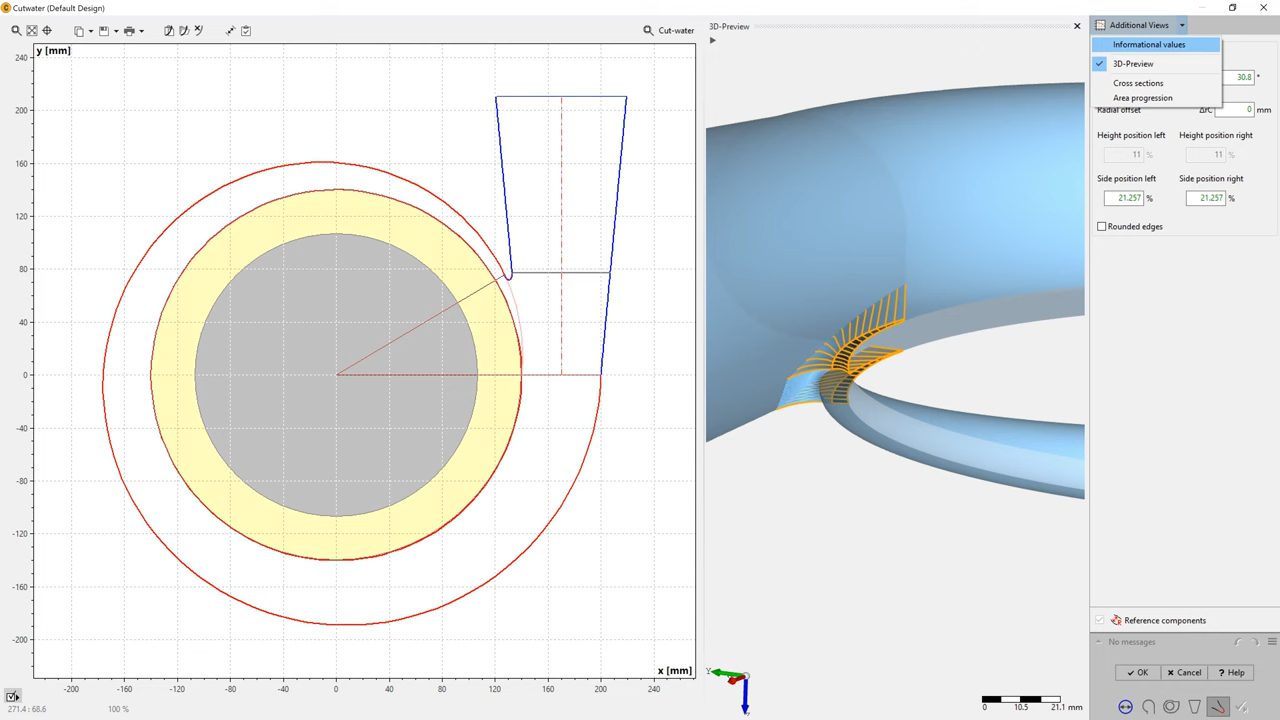 Cutwater (Default Design)
Cut-water
3D-Preview
Additional Views
Informational values
3D-Preview
Cross sections
Area progression
30.8 °
Radial offset ΔrC 0 mm
Height position left Height position right
11 % 11 %
Side position left Side position right
21.257 % 21.257 %
Rounded edges
y [mm]
240
200
160
120
80
40
0
-40
-80
-120
-160
-200
x [mm]
-200 -160 -120 -80 -40 0 40 80 120 160 200 240
271.4 : 68.6 100 %
Y
0 10.5 21.1 mm
Reference components
No messages
OK Cancel ? Help